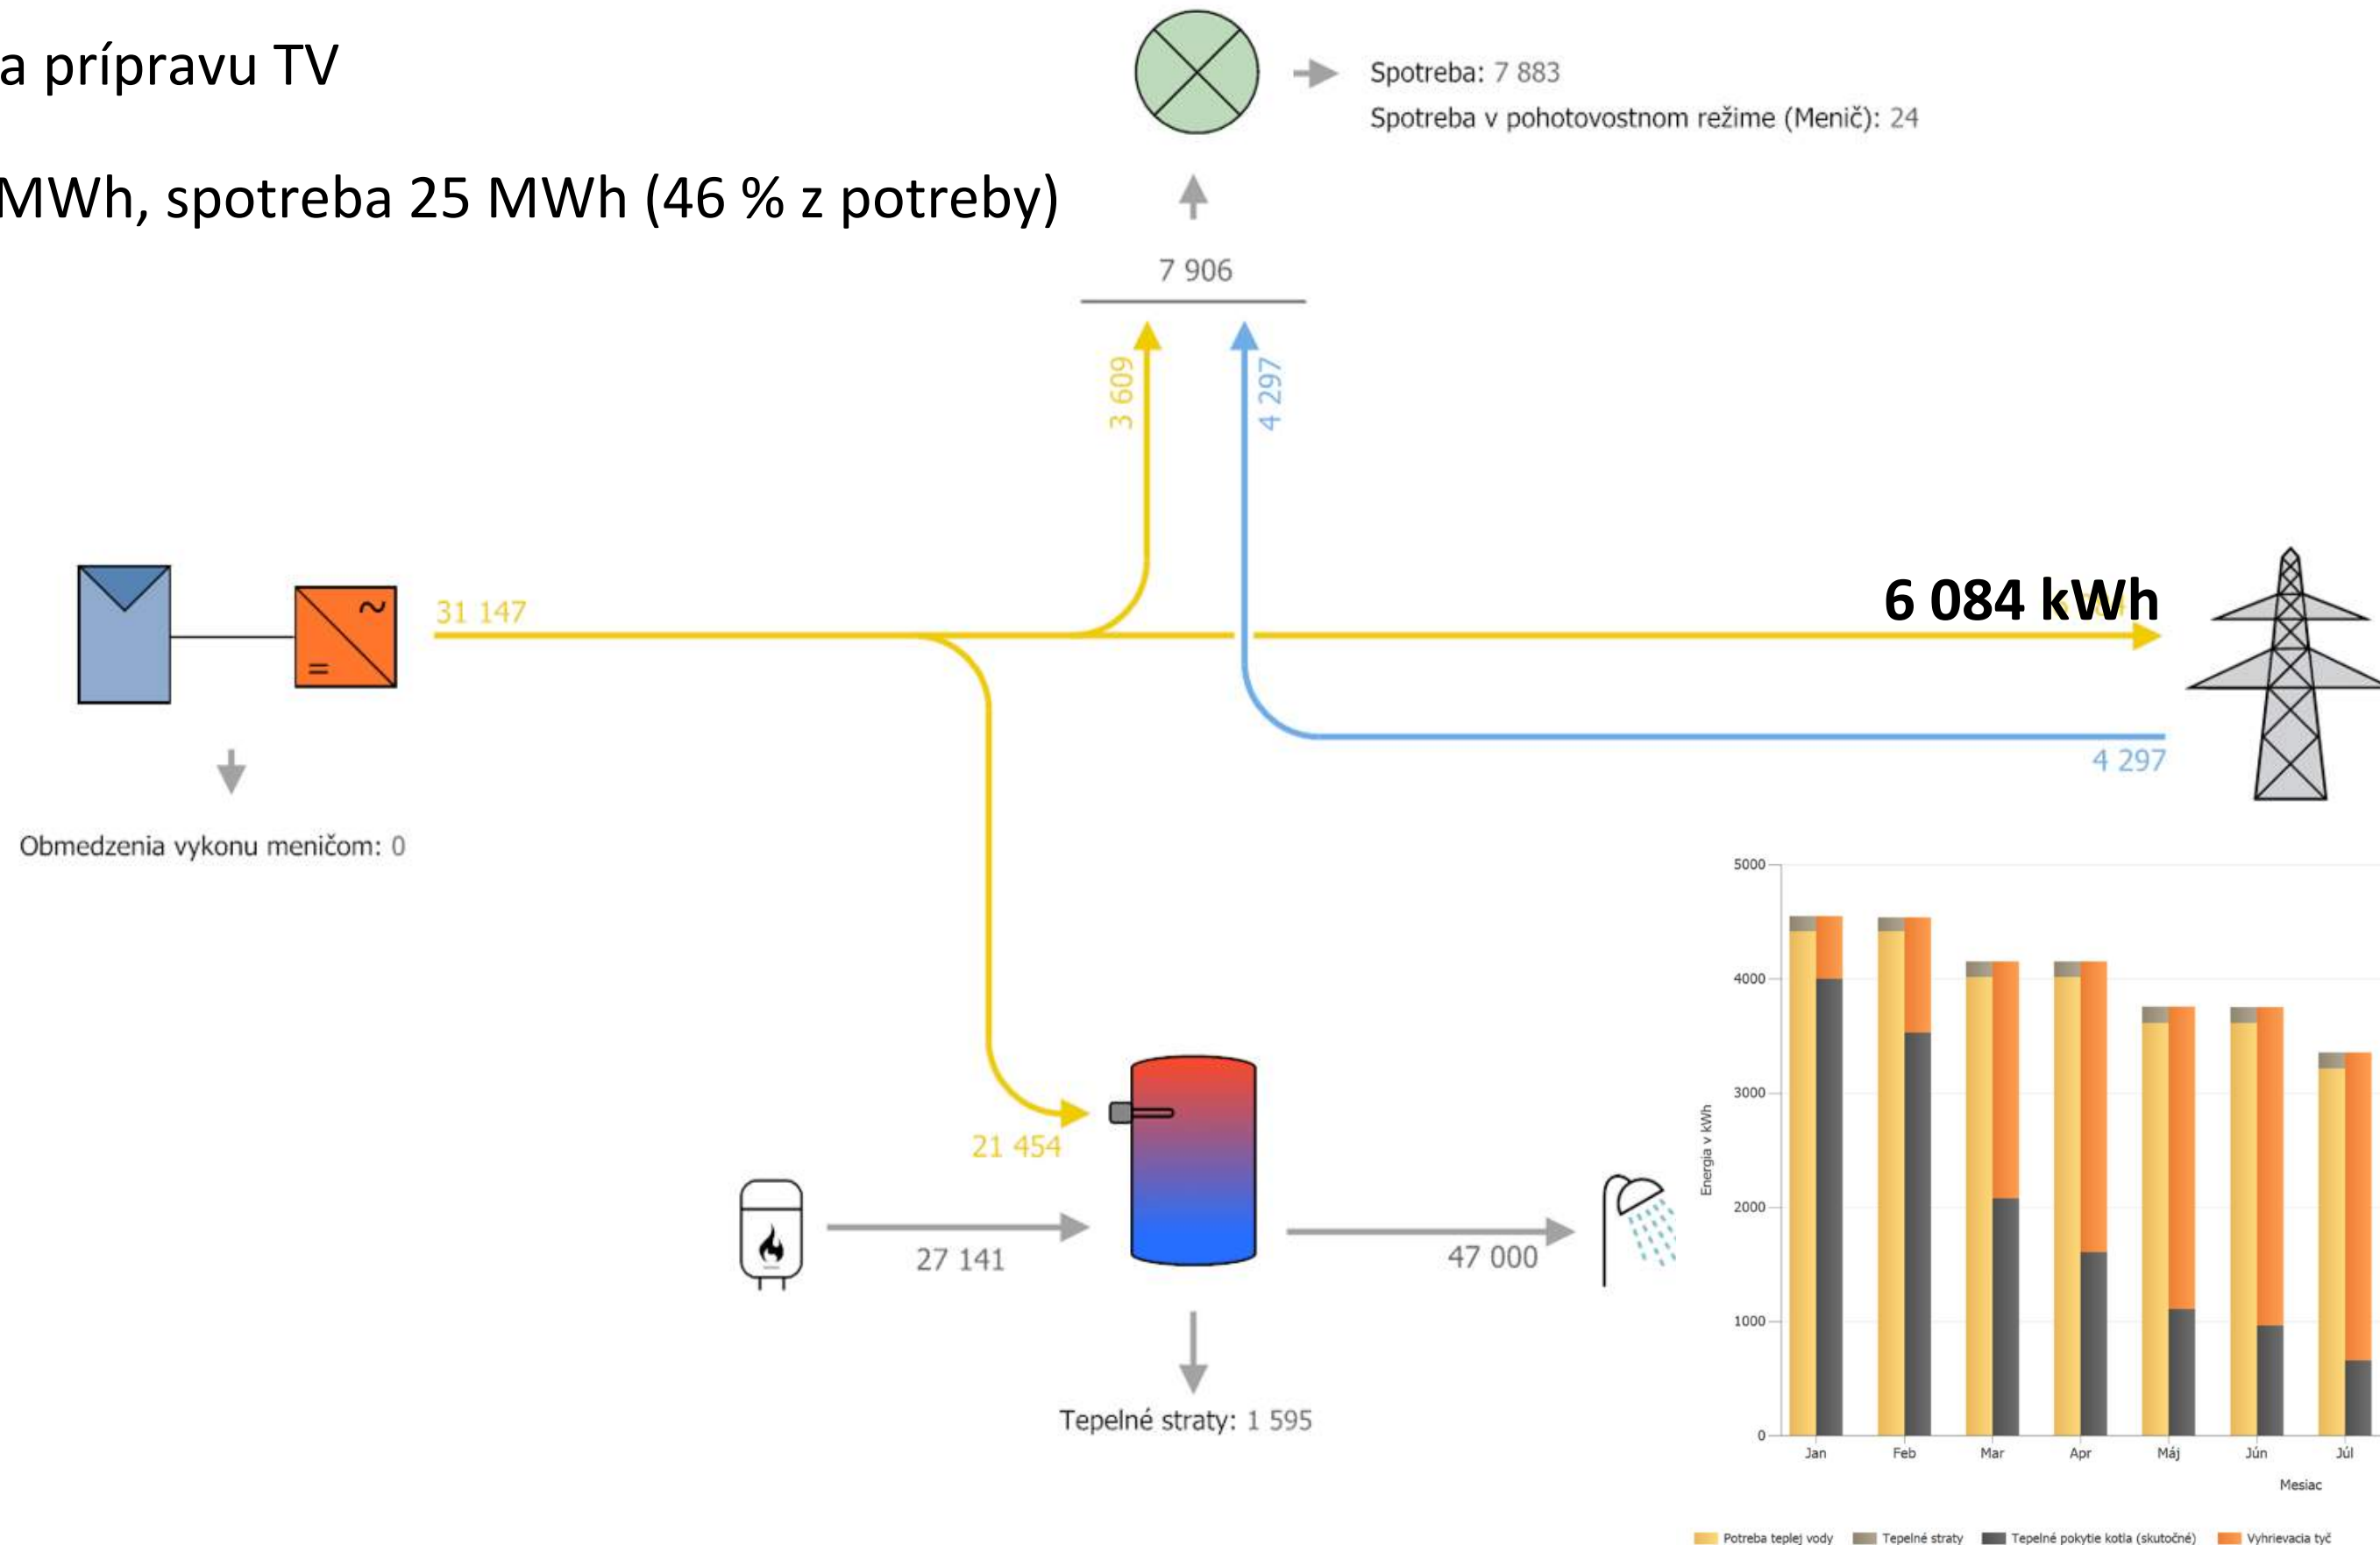 a prípravu TV
MWh, spotreba 25 MWh (46 % z potreby)
Spotreba: 7 883
Spotreba v pohotovostnom režime (Menič): 24
7 906
3 609
4 297
31 147
6 084 kWh
4 297
Obmedzenia vykonu meničom: 0
21 454
27 141
47 000
Tepelné straty: 1 595
5000
4000
3000
2000
1000
0
Energia v kWh
Jan Feb Mar Apr Máj Jún Júl
Mesiac
Potreba teplej vody Tepelné straty Tepelné pokytie kotla (skutočné) Vyhrievacia tyč